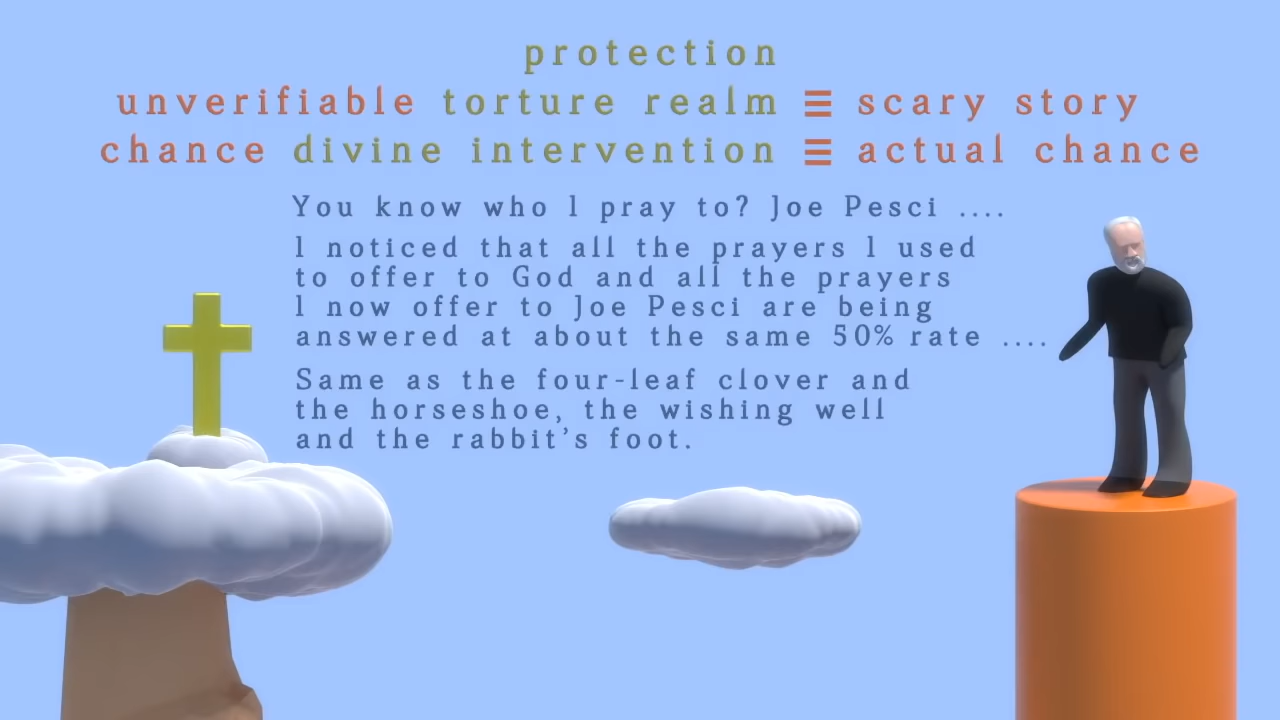 protection
unverifiable torture realm ≡ scary story
chance divine intervention ≡ actual chance
You know who I pray to? Joe Pesci ....
I noticed that all the prayers I used
to offer to God and all the prayers
I now offer to Joe Pesci are being
answered at about the same 50% rate ....
Same as the four-leaf clover and
the horseshoe, the wishing well
and the rabbit's foot.